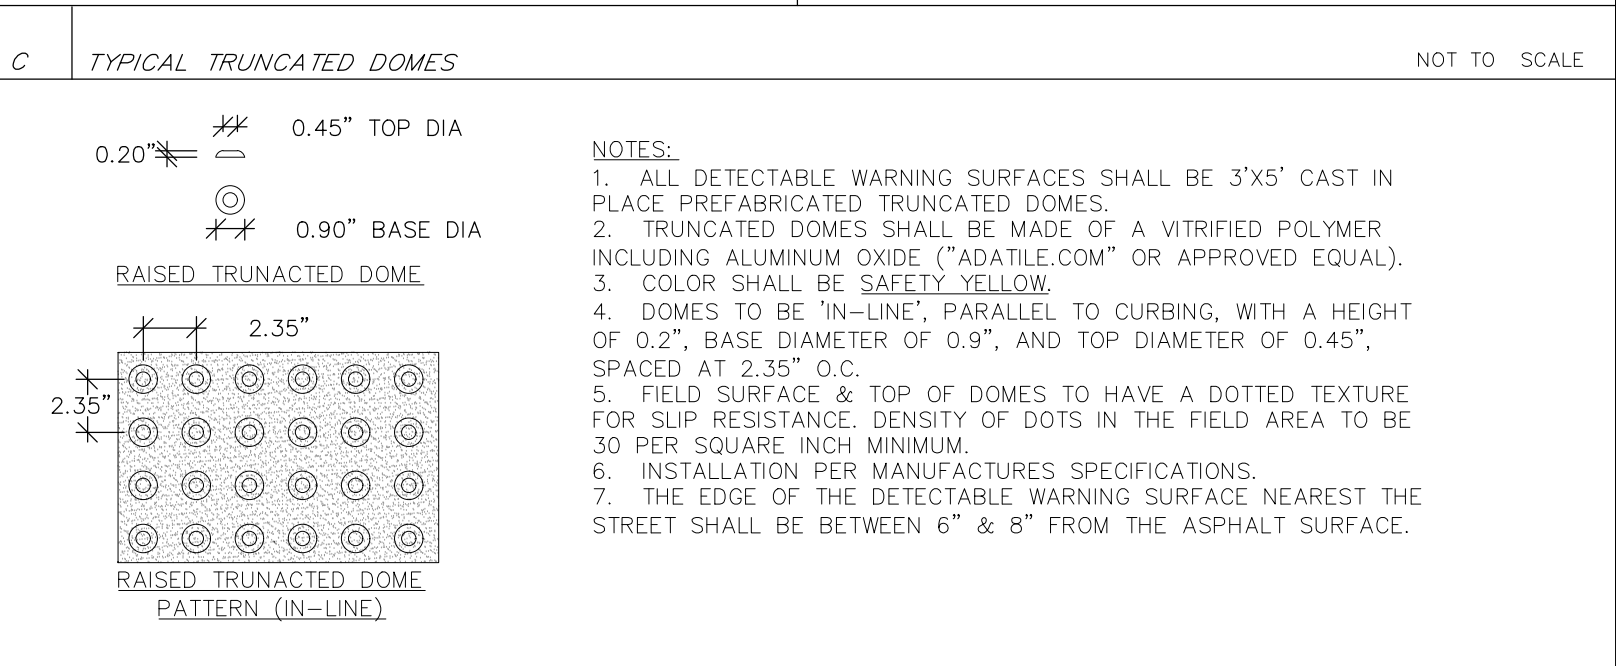 C
TYPICAL TRUNCATED DOMES
NOT TO SCALE
0.45" TOP DIA
0.20"
0.90" BASE DIA
RAISED TRUNACTED DOME
2.35"
2.35"
RAISED TRUNACTED DOME
PATTERN (IN-LINE)
NOTES:
1. ALL DETECTABLE WARNING SURFACES SHALL BE 3'X5' CAST IN
PLACE PREFABRICATED TRUNCATED DOMES.
2. TRUNCATED DOMES SHALL BE MADE OF A VITRIFIED POLYMER
INCLUDING ALUMINUM OXIDE ("ADATILE.COM" OR APPROVED EQUAL).
3. COLOR SHALL BE SAFETY YELLOW.
4. DOMES TO BE 'IN-LINE', PARALLEL TO CURBING, WITH A HEIGHT
OF 0.2", BASE DIAMETER OF 0.9", AND TOP DIAMETER OF 0.45",
SPACED AT 2.35" O.C.
5. FIELD SURFACE & TOP OF DOMES TO HAVE A DOTTED TEXTURE
FOR SLIP RESISTANCE. DENSITY OF DOTS IN THE FIELD AREA TO BE
30 PER SQUARE INCH MINIMUM.
6. INSTALLATION PER MANUFACTURES SPECIFICATIONS.
7. THE EDGE OF THE DETECTABLE WARNING SURFACE NEAREST THE
STREET SHALL BE BETWEEN 6" & 8" FROM THE ASPHALT SURFACE.